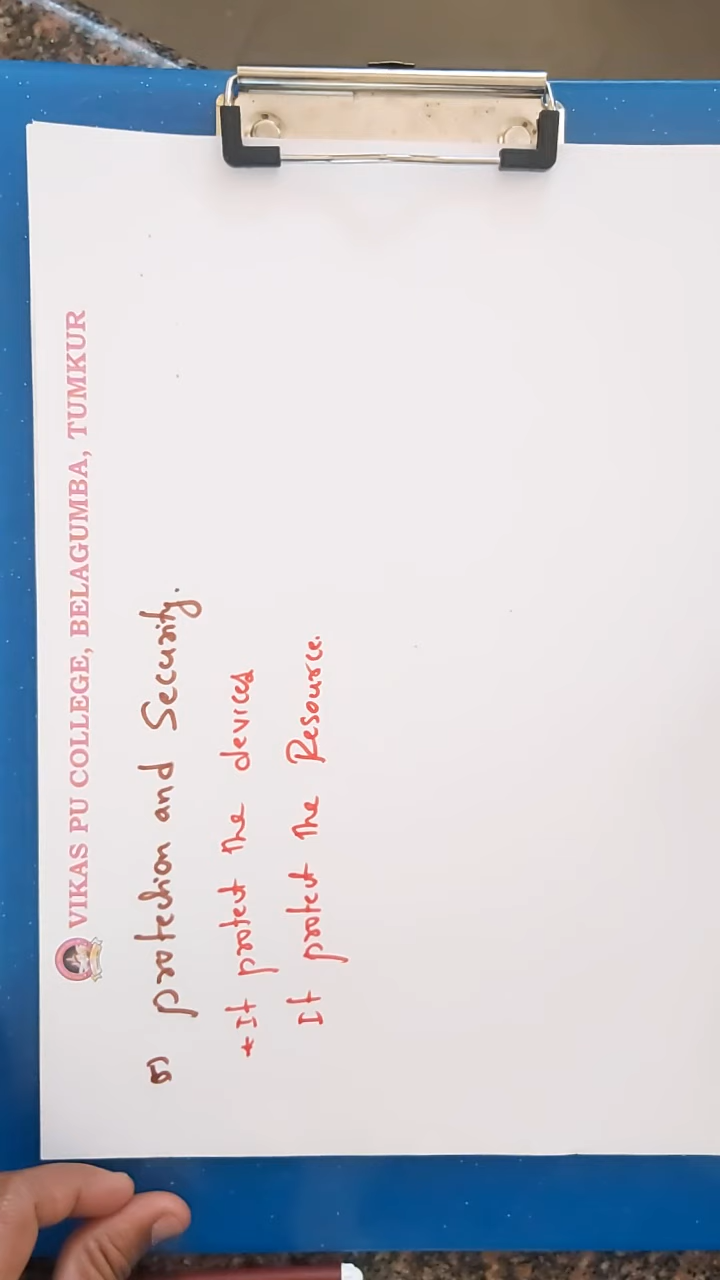 VIKAS PU COLLEGE, BELAGUMBA, TUMKUR
5) protection and Security.
* It protect the devices
It protect the Resource.